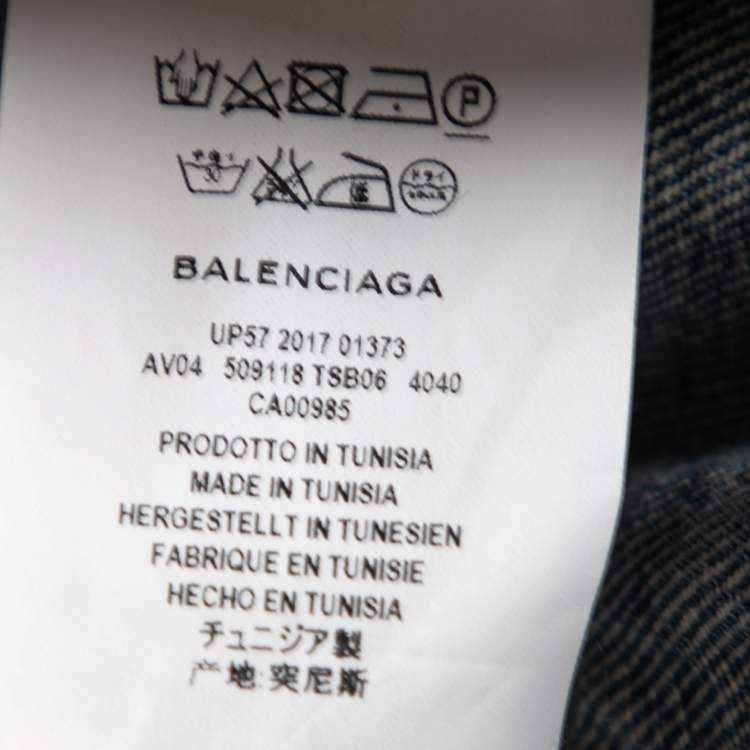 P
BALENCIAGA
UP57 2017 01373
AV04 509118 TSB06 4040
CA00985
PRODOTTO IN TUNISIA
MADE IN TUNISIA
HERGESTELLT IN TUNESIEN
FABRIQUE EN TUNISIE
HECHO EN TUNISIA
チュニジア製
产地:突尼斯